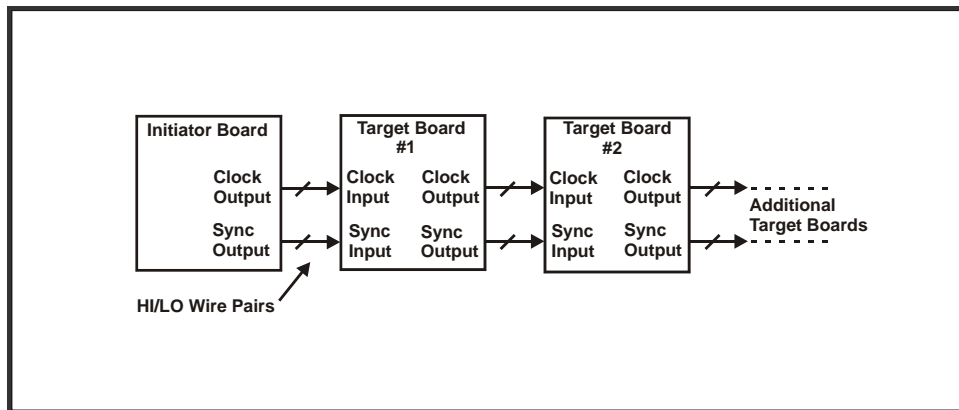 Initiator Board
Clock
Output
Sync
Output
Target Board
#1
Clock
Input
Clock
Output
Sync
Input
Sync
Output
Target Board
#2
Clock
Input
Clock
Output
Sync
Input
Sync
Output
Additional
Target Boards
HI/LO Wire Pairs